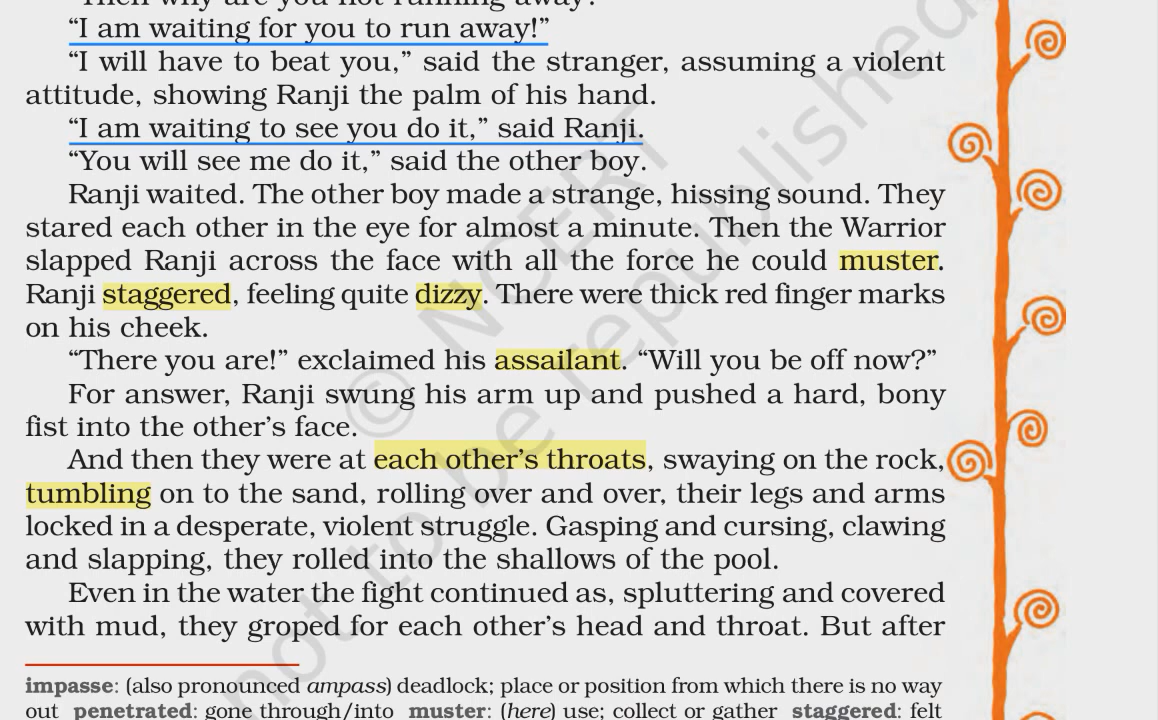 “Then why are you not running away?”
“I am waiting for you to run away!”
“I will have to beat you,” said the stranger, assuming a violent
attitude, showing Ranji the palm of his hand.
“I am waiting to see you do it,” said Ranji.
“You will see me do it,” said the other boy.
Ranji waited. The other boy made a strange, hissing sound. They
stared each other in the eye for almost a minute. Then the Warrior
slapped Ranji across the face with all the force he could muster.
Ranji staggered, feeling quite dizzy. There were thick red finger marks
on his cheek.
“There you are!” exclaimed his assailant. “Will you be off now?”
For answer, Ranji swung his arm up and pushed a hard, bony
fist into the other’s face.
And then they were at each other’s throats, swaying on the rock,
tumbling on to the sand, rolling over and over, their legs and arms
locked in a desperate, violent struggle. Gasping and cursing, clawing
and slapping, they rolled into the shallows of the pool.
Even in the water the fight continued as, spluttering and covered
with mud, they groped for each other’s head and throat. But after
impasse: (also pronounced ampass) deadlock; place or position from which there is no way
out penetrated: gone through/into muster: (here) use; collect or gather staggered: felt
© NCERT
not to be republished